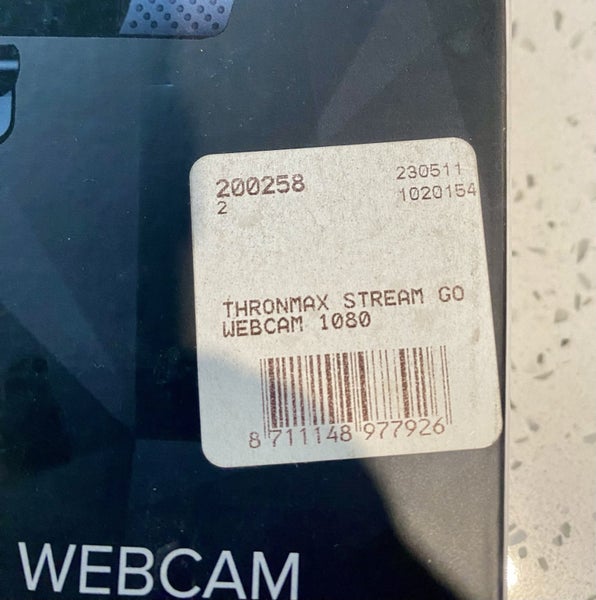 200258 230511
2 1020154
THRONMAX STREAM GO
WEBCAM 1080
8 711148 977926
WEBCAM